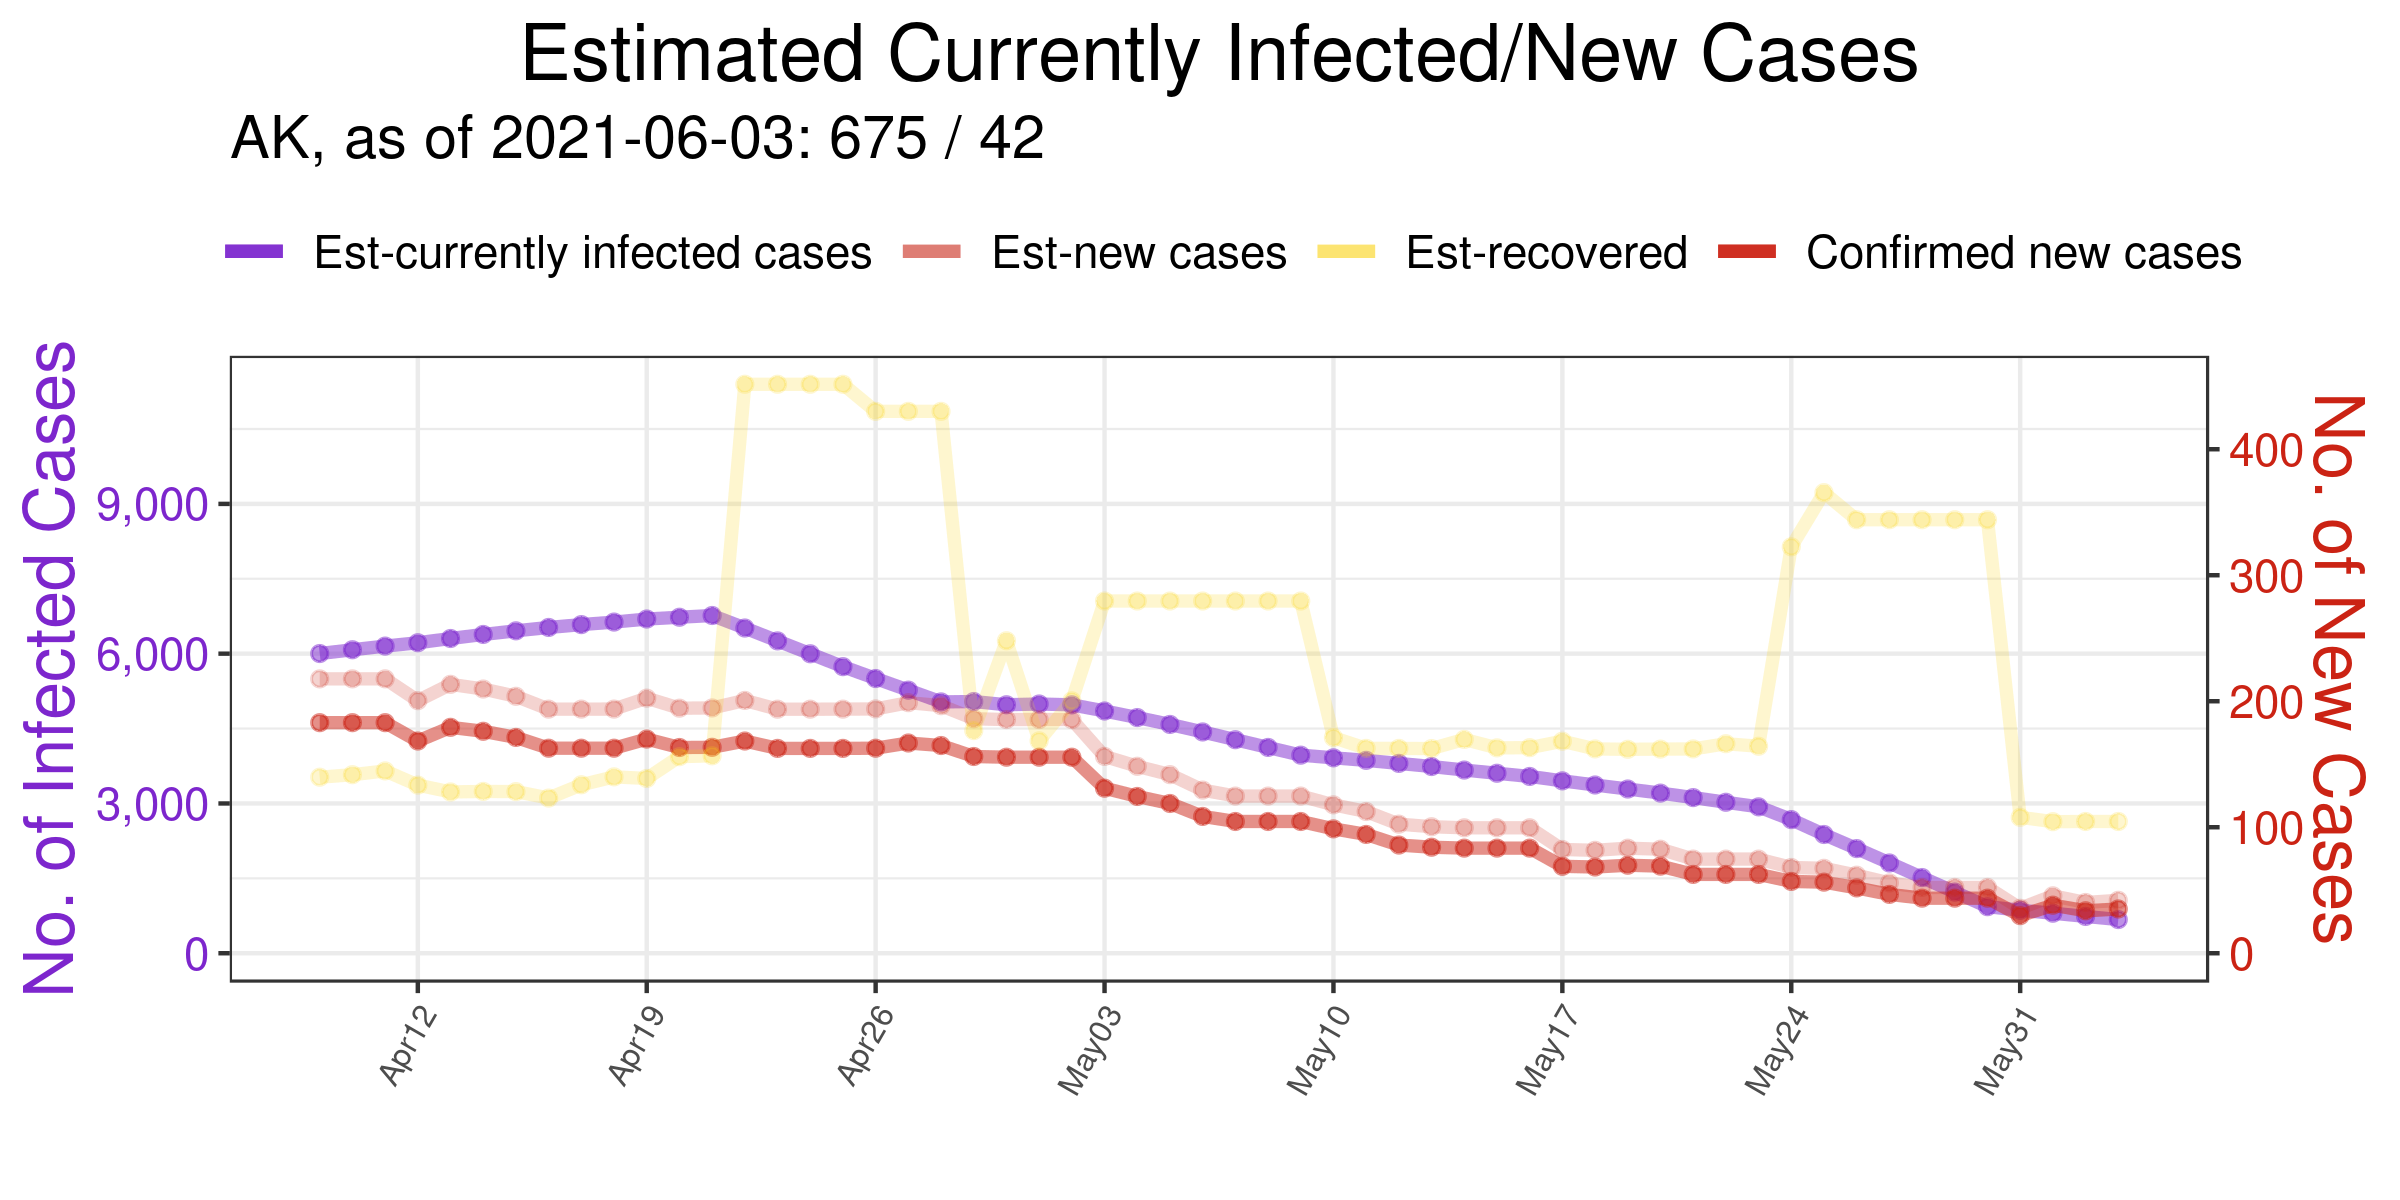 Estimated Currently Infected/New Cases
AK, as of 2021-06-03: 675 / 42
Est-currently infected cases Est-new cases Est-recovered Confirmed new cases
No. of Infected Cases
9,000
6,000
3,000
0
400
300
200
100
0
No. of New Cases
Apr12 Apr19 Apr26 May03 May10 May17 May24 May31